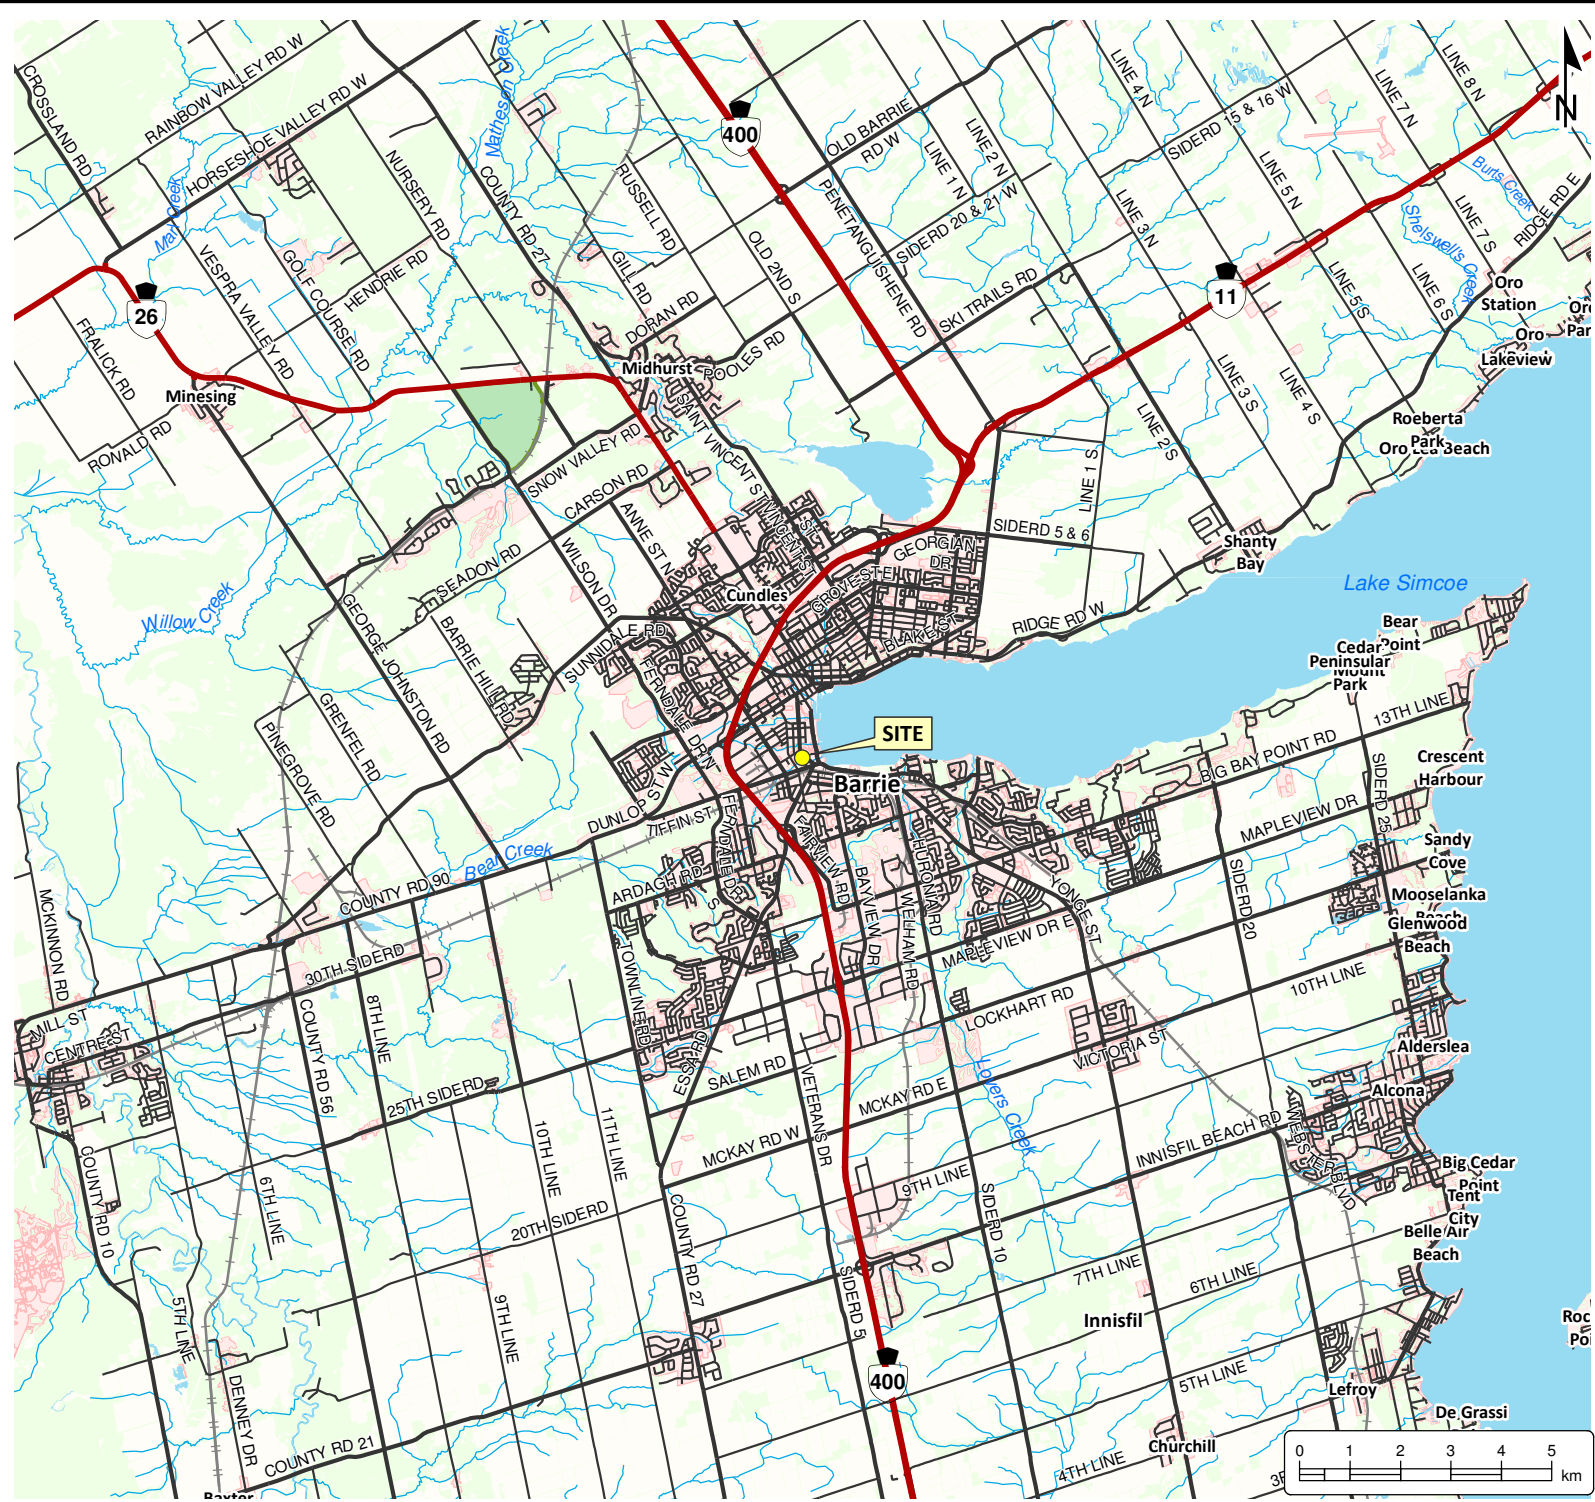 CROSSLAND RD
RAINBOW VALLEY RD W
HORSESHOE VALLEY RD W
Matheson Creek
NURSERY RD
COUNTY RD 27
RUSSELL RD
GILL RD
DORAN RD
OLD 2ND S
POOLES RD
400
OLD BARRIE
RD W
PENETANGUISHENE RD
LINE 1 N
LINE 2 N
SIDERD 20 & 21 W
SKI TRAILS RD
LINE 3 N
LINE 4 N
SIDERD 15 & 16 W
LINE 5 N
LINE 7 N
LINE 8 N
N
Burts Creek
Shelswell's Creek
RIDGE RD E
LINE 7 S
LINE 6 S
LINE 5 S
LINE 4 S
LINE 3 S
LINE 2 S
LINE 1 S
11
Oro
Station
Oro
Lakeview
Roeberta
Park
Oro Lea Beach
26
VESPRA VALLEY RD
GOLF COURSE RD
HENDRIE RD
FRALICK RD
Minesing
RONALD RD
Midhurst
SAINT VINCENT ST
SNOW VALLEY RD
CARSON RD
ANNE ST N
WILSON DR
SEADON RD
Willow Creek
GEORGE JOHNSTON RD
BARRIE HILL RD
SUNNIDALE RD
FERNDALE DR N
Cundles
GROVE ST E
GEORGIAN
DR
BLAKE ST
SIDERD 5 & 6
RIDGE RD W
Shanty
Bay
Lake Simcoe
Bear
Point
Cedar
Peninsular
Mount
Park
13TH LINE
BIG BAY POINT RD
Crescent
Harbour
SIDERD 25
MAPLEVIEW DR
Sandy
Cove
Mooselanka
Beach
Glenwood
Beach
PINEGROVE RD
GRENFEL RD
SITE
Barrie
DUNLOP ST W
TIFFIN ST
FERNDALE DR S
FAIRVIEW RD
Bear Creek
COUNTY RD 90
ARDAGH RD
BAYVIEW DR
HURONIA RD
WELHAM RD
YONGE ST
MAPLEVIEW DR E
SIDERD 20
10TH LINE
LOCKHART RD
VICTORIA ST
MCKINNON RD
30TH SIDERD
MILL ST
CENTRE ST
COUNTY RD 56
8TH LINE
25TH SIDERD
TOWNLINE RD
ESSA RD
SALEM RD
VETERANS DR
MCKAY RD E
MCKAY RD W
Lovers Creek
Alderslea
Alcona
INNISFIL BEACH RD
WEBSTER BLVD
Big Cedar
Point
Tent
City
Belle Air
Beach
COUNTY RD 10
6TH LINE
10TH LINE
11TH LINE
20TH SIDERD
COUNTY RD 27
9TH LINE
SIDERD 10
SIDERD 5
7TH LINE
6TH LINE
Innisfil
5TH LINE
5TH LINE
9TH LINE
DENNEY DR
COUNTY RD 21
Baxter
400
4TH LINE
Churchill
Lefroy
De Grassi
0 1 2 3 4 5
km